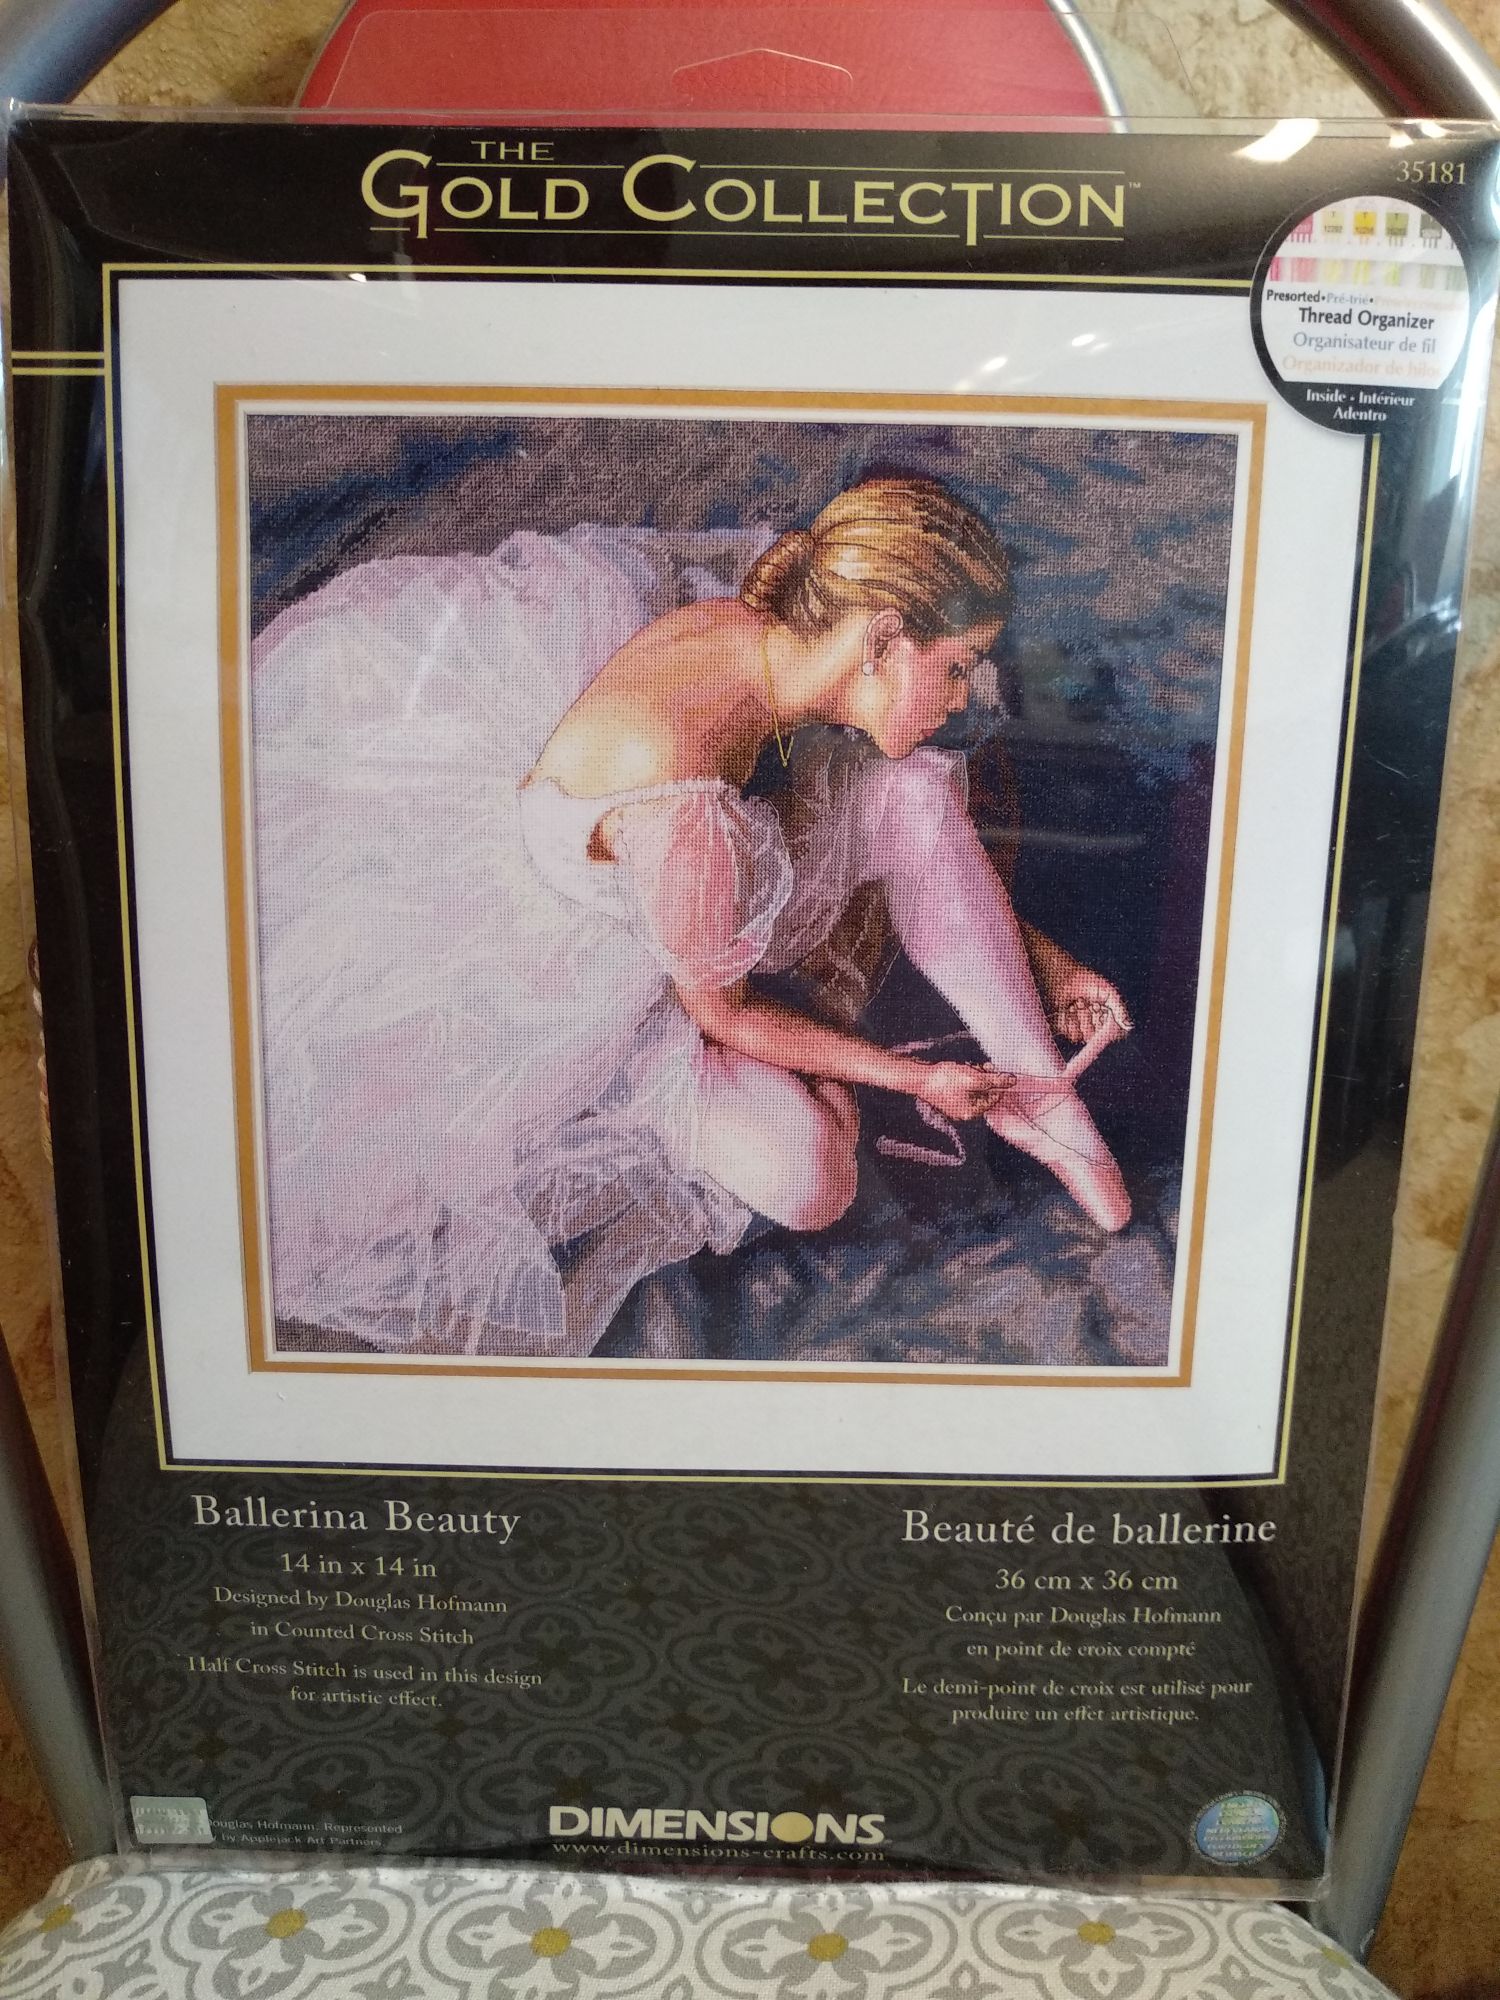 THE
GOLD COLLECTION™
35181
T T T
12292
Presorted•Pré-trié•
Thread Organizer
Organisateur de fil
Organizador de hilos
Inside • Intérieur
Adentro
Ballerina Beauty
14 in x 14 in
Designed by Douglas Hofmann
in Counted Cross Stitch
Half Cross Stitch is used in this design
for artistic effect.
Beauté de ballerine
36 cm x 36 cm
Conçu par Douglas Hofmann
en point de croix compté
Le demi-point de croix est utilisé pour
produire un effet artistique.
Douglas Hofmann. Represented
by Applejack Art Partners.
DIMENSIONS
www.dimensions-crafts.com